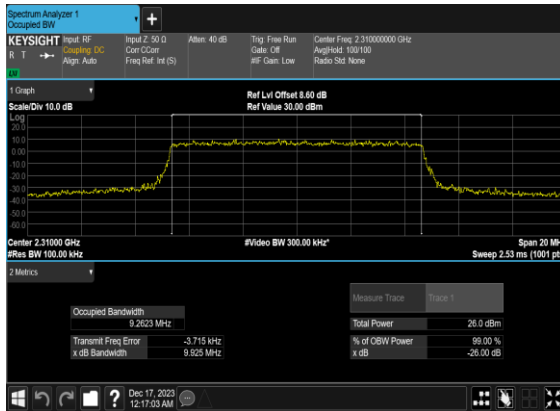 Spectrum Analyzer 1
Occupied BW
+
KEYSIGHT Input: RF Input Z: 50 Ω Atten: 40 dB Trig: Free Run Center Freq: 2.310000000 GHz
R T Coupling: DC Corr CCorr Gate: Off Avg|Hold: 100/100
Align: Auto Freq Ref: Int (S) #IF Gain: Low Radio Std: None
1 Graph
Ref Lvl Offset 8.60 dB
Scale/Div 10.0 dB Ref Value 30.00 dBm
Log
20.0
10.0
0.00
-10.0
-20.0
-30.0
-40.0
-50.0
-60.0
Center 2.31000 GHz #Video BW 300.00 kHz* Span 20 MH
#Res BW 100.00 kHz Sweep 2.53 ms (1001 pt
2 Metrics
Measure Trace Trace 1
Occupied Bandwidth
9.2623 MHz Total Power 26.0 dBm
Transmit Freq Error -3.715 kHz % of OBW Power 99.00 %
x dB Bandwidth 9.925 MHz x dB -26.00 dB
? Dec 17, 2023
12:17:03 AM